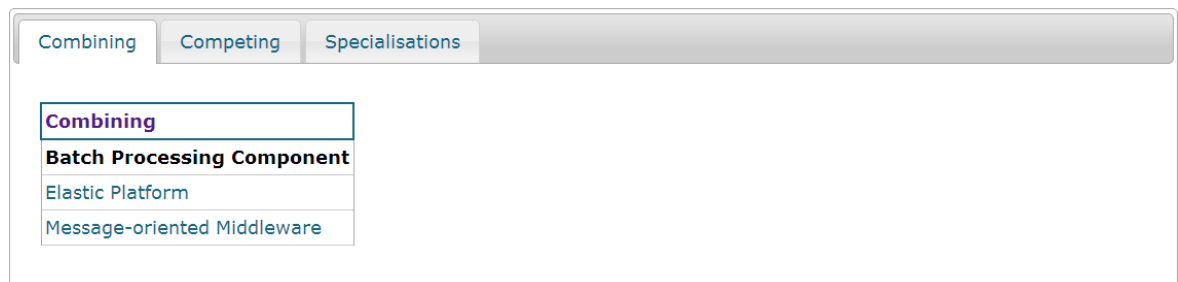 Combining Competing Specialisations
Combining
Batch Processing Component
Elastic Platform
Message-oriented Middleware